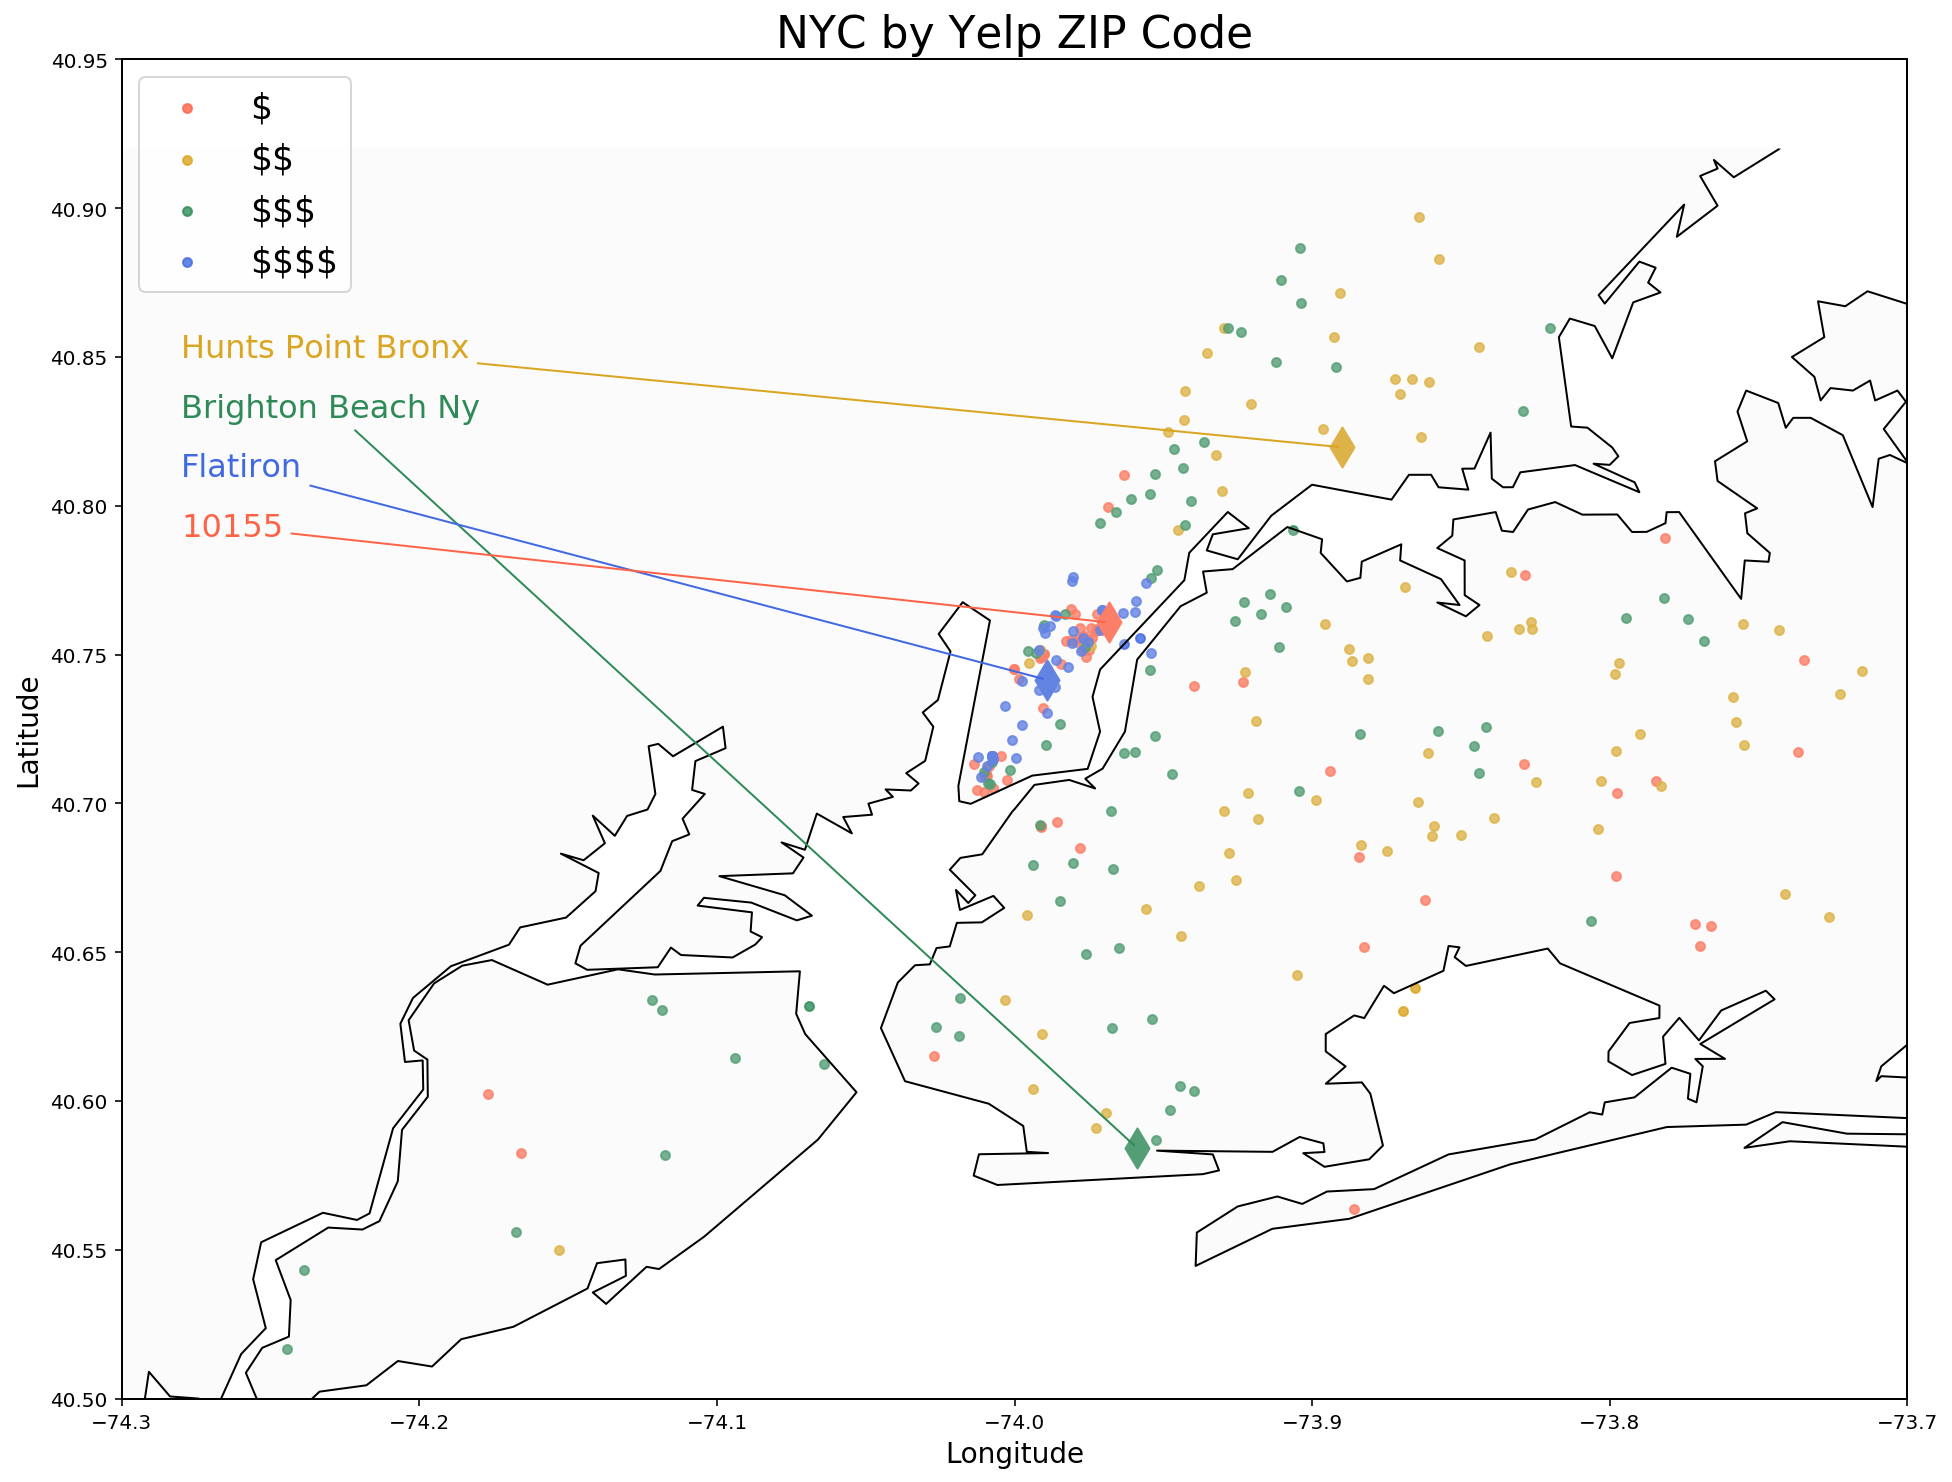 NYC by Yelp ZIP Code
40.95
40.90
40.85
40.80
40.75
40.70
40.65
40.60
40.55
40.50
Latitude
$
$$
$$$
$$$$
Hunts Point Bronx
Brighton Beach Ny
Flatiron
10155
−74.3 −74.2 −74.1 −74.0 −73.9 −73.8 −73.7
Longitude